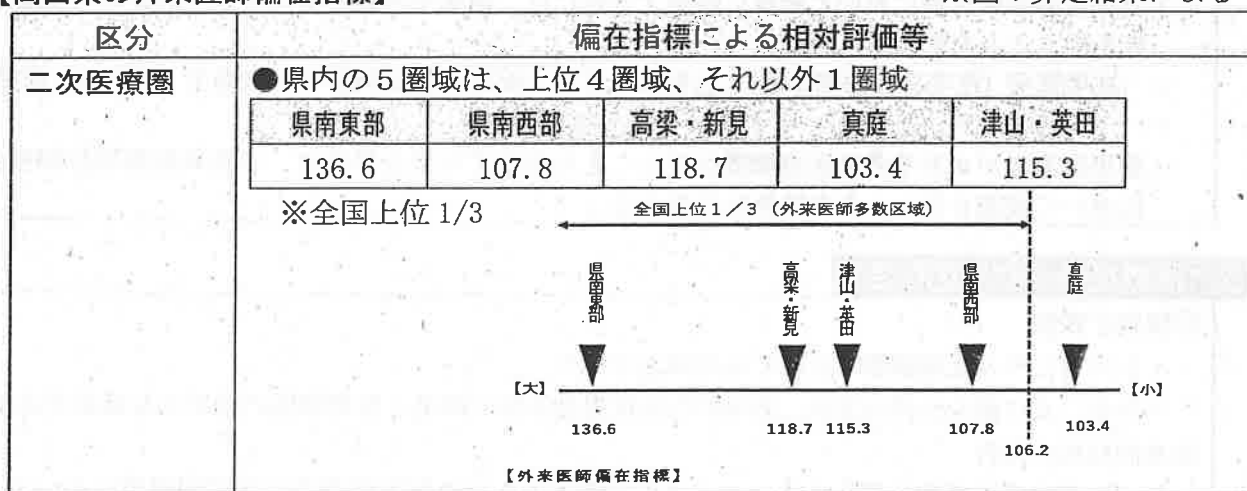 区分 偏在指標による相対評価等
二次医療圏 ●県内の5圏域は、上位4圏域、それ以外1圏域
県南東部 県南西部 高梁・新見 真庭 津山・英田
136.6 107.8 118.7 103.4 115.3
※全国上位 1/3
全国上位1/3（外来医師多数区域）
県南東部 高梁・新見 津山・英田 県南西部 真庭
【大】 【小】
136.6 118.7 115.3 107.8 103.4
106.2
【外来医師偏在指標】